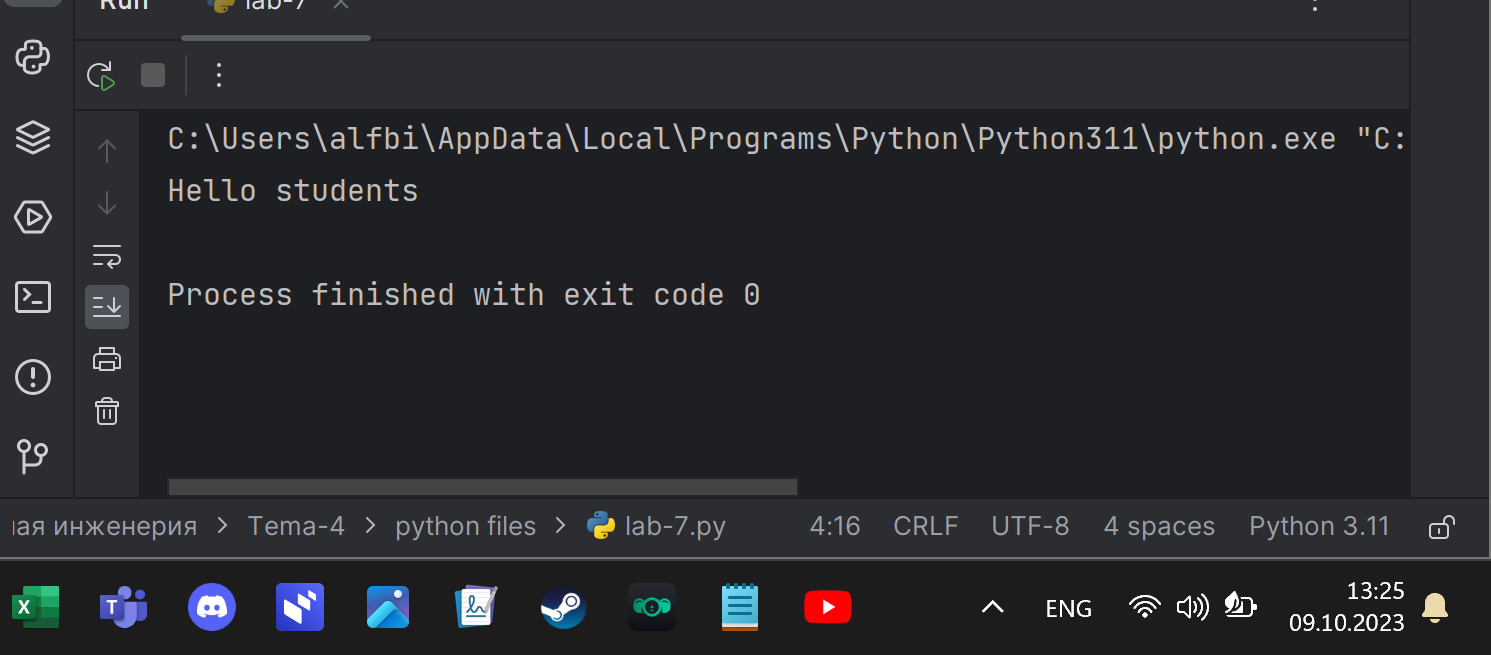 Run lab-7
C:\Users\alfbi\AppData\Local\Programs\Python\Python311\python.exe "C:
Hello students
Process finished with exit code 0
ная инженерия > Tema-4 > python files > lab-7.py 4:16 CRLF UTF-8 4 spaces Python 3.11
ENG
13:25
09.10.2023